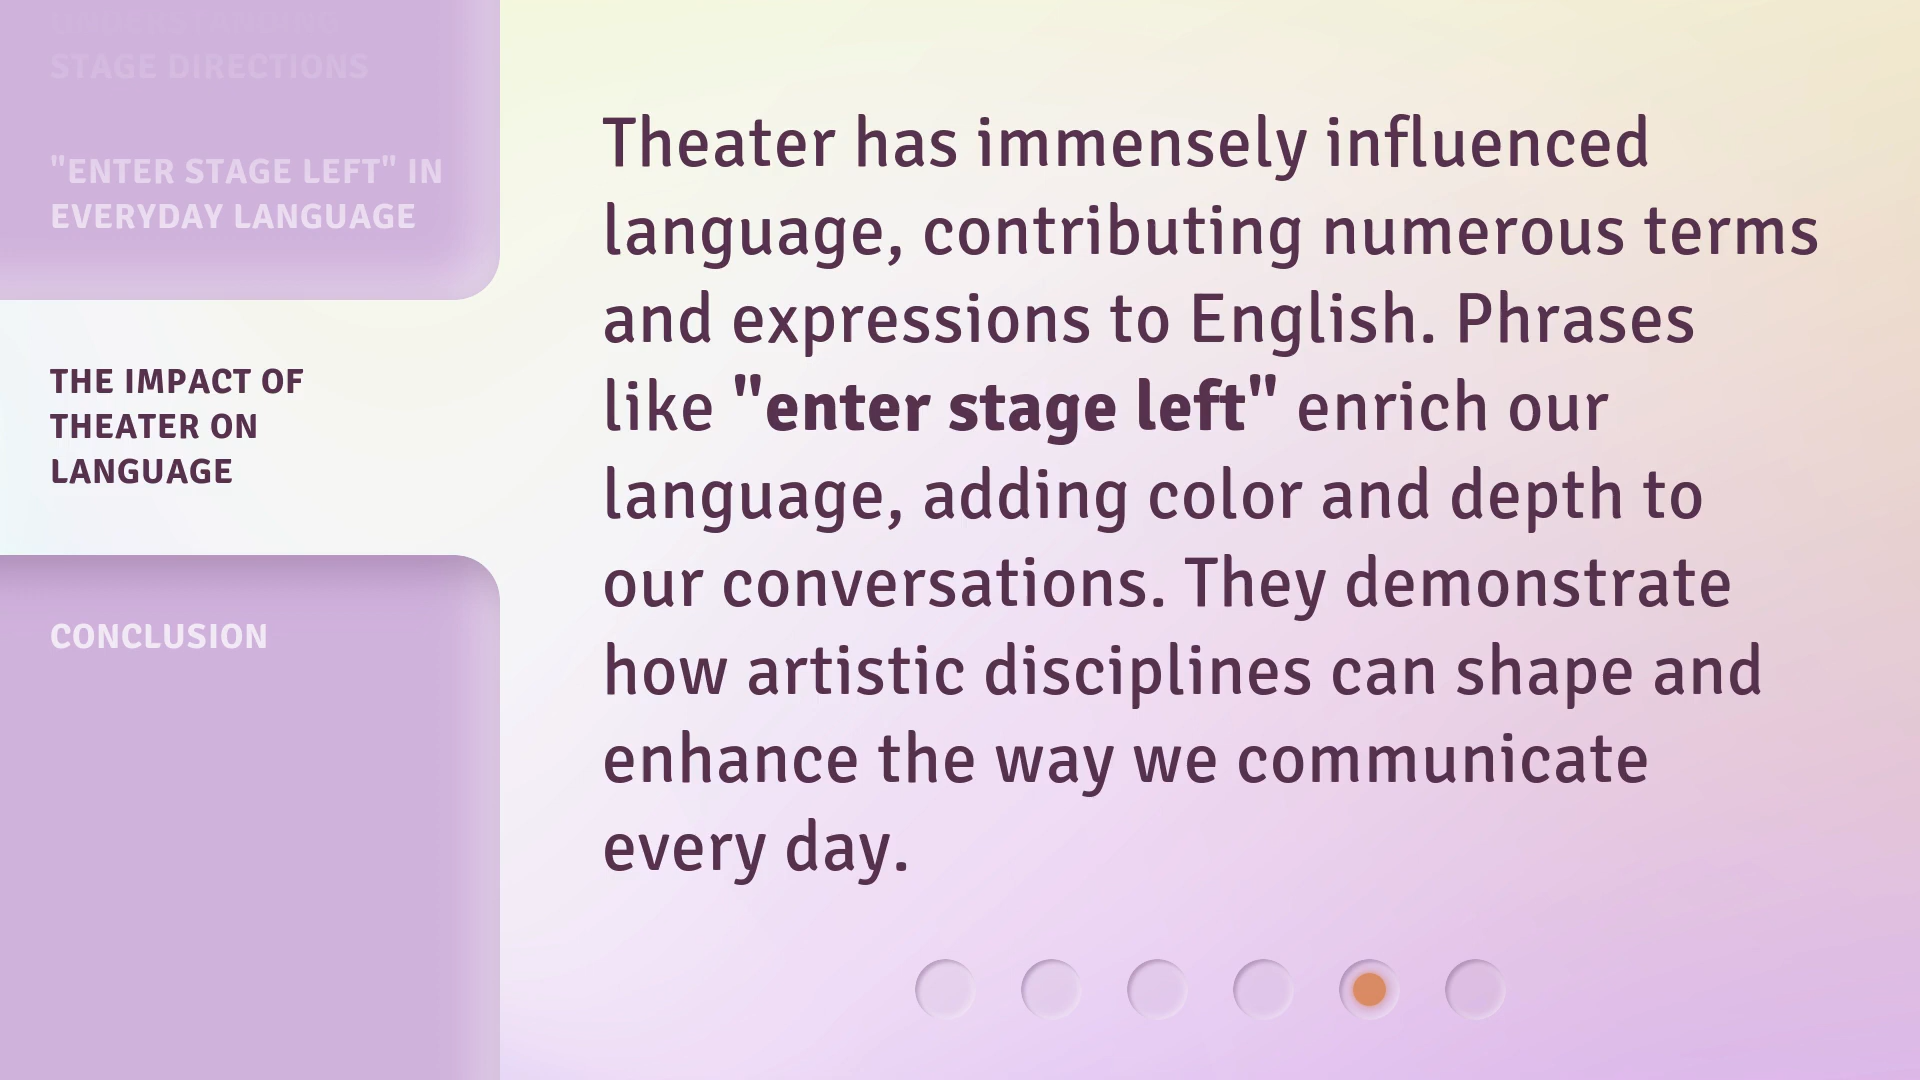 UNDERSTANDING
STAGE DIRECTIONS
"ENTER STAGE LEFT" IN
EVERYDAY LANGUAGE
THE IMPACT OF
THEATER ON
LANGUAGE
CONCLUSION
Theater has immensely influenced
language, contributing numerous terms
and expressions to English. Phrases
like "enter stage left" enrich our
language, adding color and depth to
our conversations. They demonstrate
how artistic disciplines can shape and
enhance the way we communicate
every day.